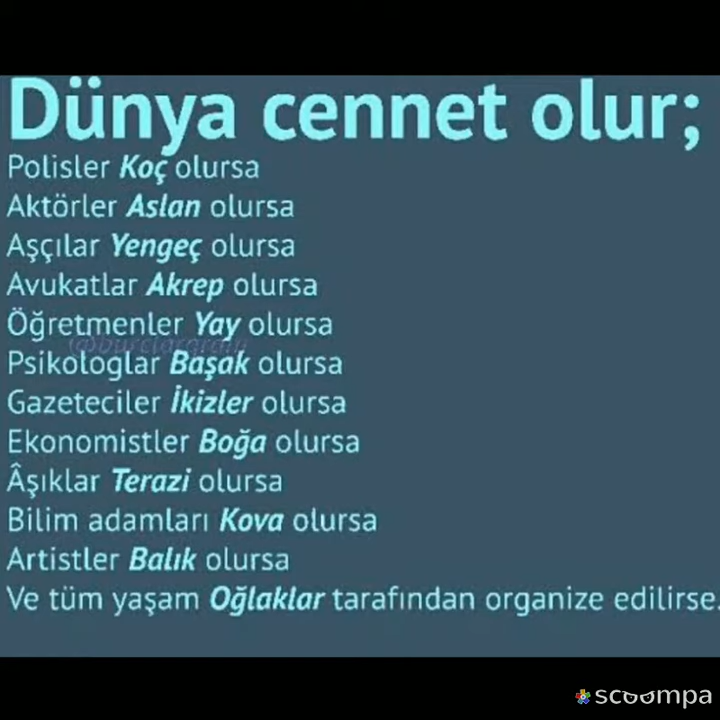 Dünya cennet olur;
Polisler Koç olursa
Aktörler Aslan olursa
Aşçılar Yengeç olursa
Avukatlar Akrep olursa
Öğretmenler Yay olursa
@burclargram
Psikologlar Başak olursa
Gazeteciler İkizler olursa
Ekonomistler Boğa olursa
Âşıklar Terazi olursa
Bilim adamları Kova olursa
Artistler Balık olursa
Ve tüm yaşam Oğlaklar tarafından organize edilirse.
scoompa